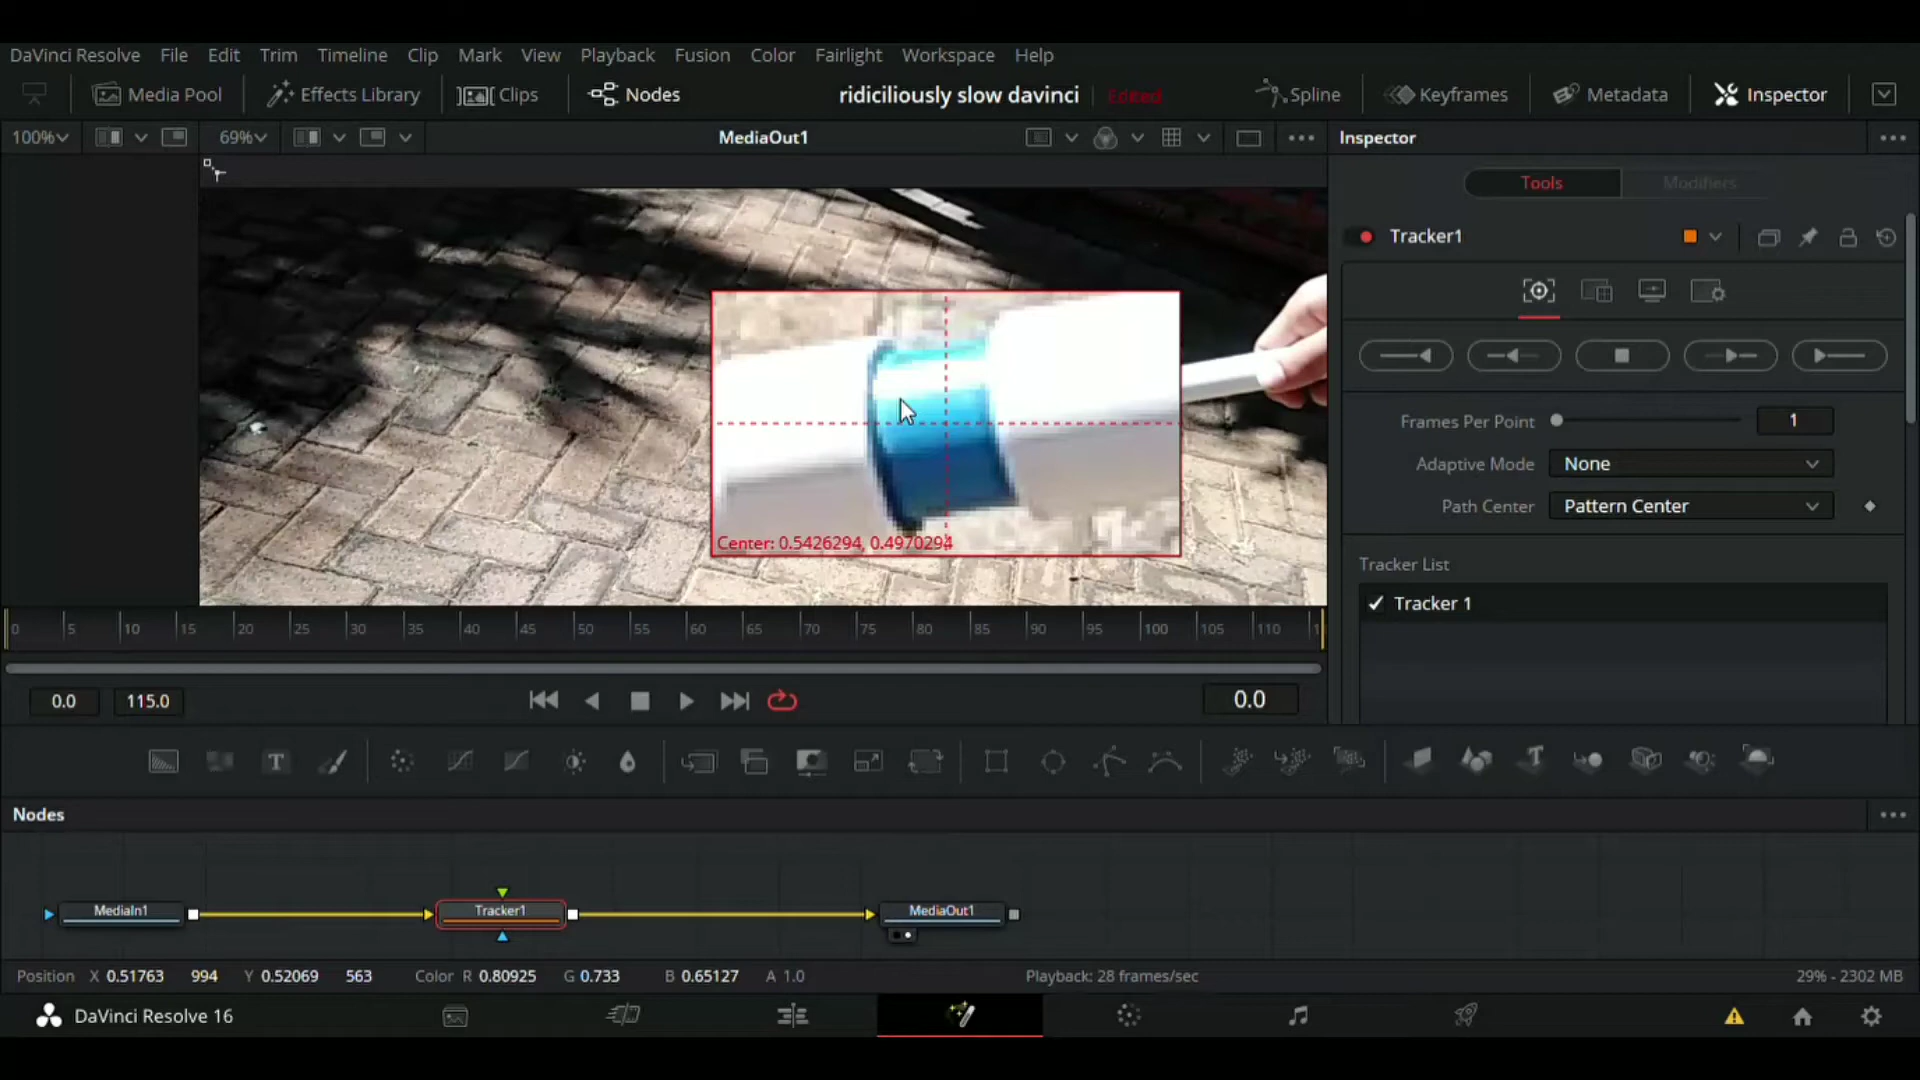 DaVinci Resolve File Edit Trim Timeline Clip Mark View Playback Fusion Color Fairlight Workspace Help
Media Pool Effects Library Clips Nodes ridiciliously slow davinci Edited Spline Keyframes Metadata Inspector
100% 69% MediaOut1 Inspector
Tools Modifiers
Tracker1
Frames Per Point 1
Adaptive Mode None
Path Center Pattern Center
Center: 0.5426294, 0.4970294
Tracker List
Tracker 1
0 5 10 15 20 25 30 35 40 45 50 55 60 65 70 75 80 85 90 95 100 105 110
0.0 115.0 0.0
T
Nodes
MediaIn1 Tracker1 MediaOut1
Position X 0.51763 994 Y 0.52069 563 Color R 0.80925 G 0.733 B 0.65127 A 1.0 Playback: 28 frames/sec 29% - 2302 MB
DaVinci Resolve 16